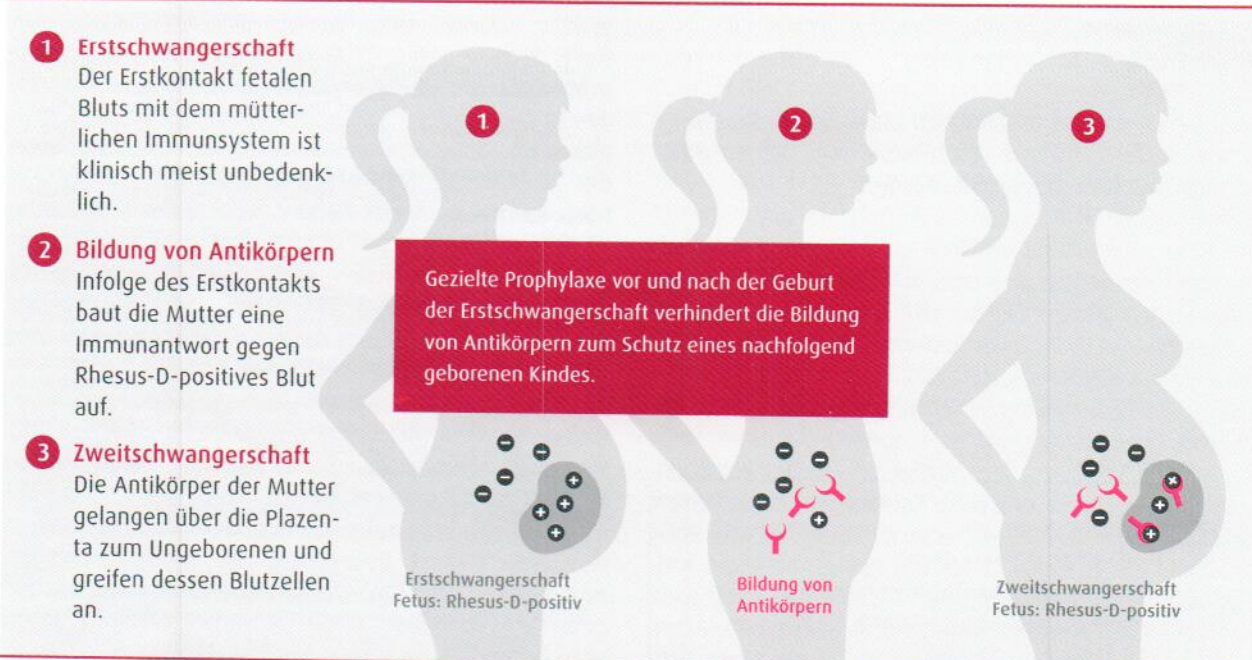 1 Erstschwangerschaft
Der Erstkontakt fetalen
Bluts mit dem mütter-
lichen Immunsystem ist
klinisch meist unbedenk-
lich.
2 Bildung von Antikörpern
Infolge des Erstkontakts
baut die Mutter eine
Immunantwort gegen
Rhesus-D-positives Blut
auf.
3 Zweitschwangerschaft
Die Antikörper der Mutter
gelangen über die Plazen-
ta zum Ungeborenen und
greifen dessen Blutzellen
an.
1
2
3
Gezielte Prophylaxe vor und nach der Geburt
der Erstschwangerschaft verhindert die Bildung
von Antikörpern zum Schutz eines nachfolgend
geborenen Kindes.
Erstschwangerschaft
Fetus: Rhesus-D-positiv
Bildung von
Antikörpern
Zweitschwangerschaft
Fetus: Rhesus-D-positiv